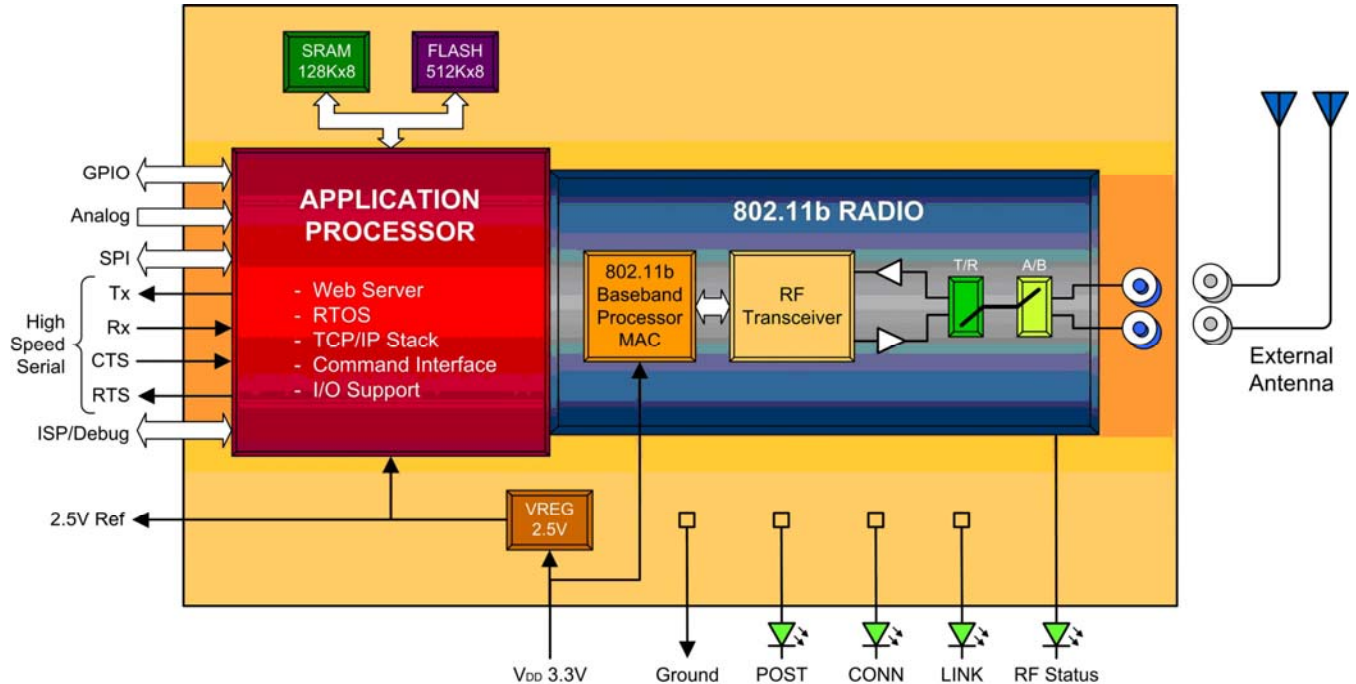 SRAM
128Kx8
FLASH
512Kx8
GPIO
Analog
SPI
Tx
Rx
CTS
RTS
High
Speed
Serial
ISP/Debug
APPLICATION
PROCESSOR
- Web Server
- RTOS
- TCP/IP Stack
- Command Interface
- I/O Support
802.11b RADIO
802.11b
Baseband
Processor
MAC
RF
Transceiver
T/R
A/B
External
Antenna
2.5V Ref
VREG
2.5V
VDD 3.3V
Ground
POST
CONN
LINK
RF Status